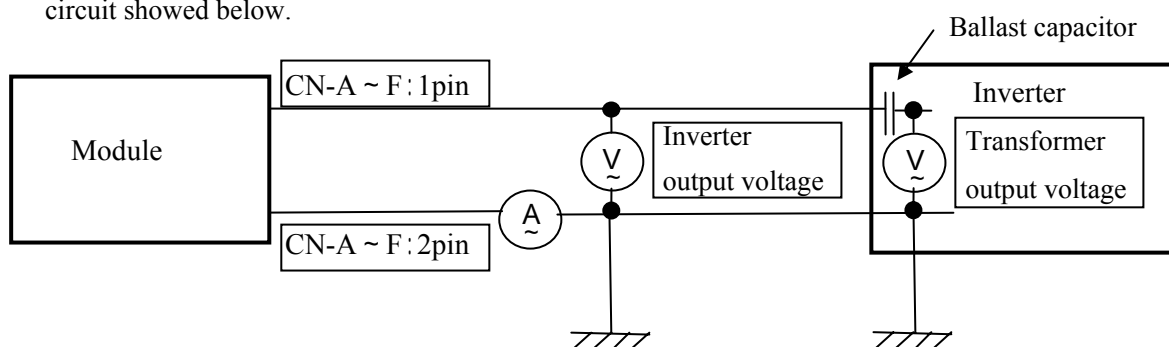 circuit showed below.
Ballast capacitor
CN-A ~ F:1pin
Inverter
Module
Inverter
output voltage
Transformer
output voltage
V
~
V
~
A
~
CN-A ~ F:2pin